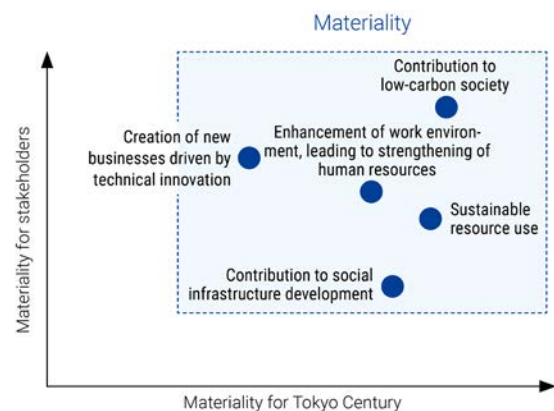 Materiality
Contribution to
low-carbon society
Creation of new
businesses driven by
technical innovation
Enhancement of work environ-
ment, leading to strengthening of
human resources
Sustainable
resource use
Contribution to social
infrastructure development
Materiality for stakeholders
Materiality for Tokyo Century